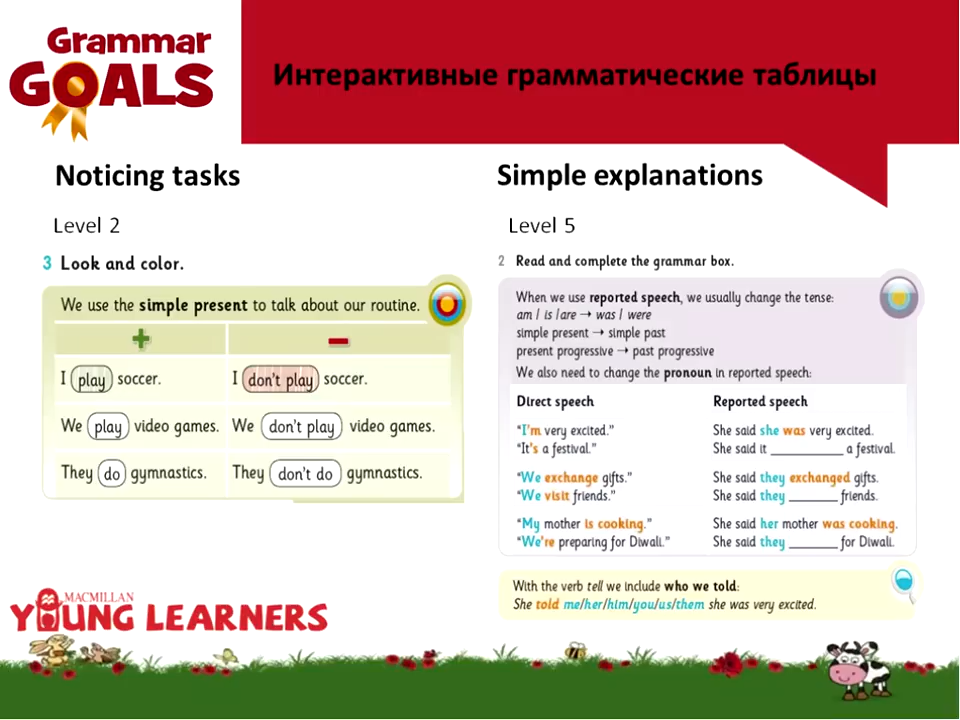 Grammar
GOALS
Интерактивные грамматические таблицы
Noticing tasks
Level 2
3 Look and color.
We use the simple present to talk about our routine.
+ −
I play soccer. I don't play soccer.
We play video games. We don't play video games.
They do gymnastics. They don't do gymnastics.
Simple explanations
Level 5
2 Read and complete the grammar box.
When we use reported speech, we usually change the tense:
am / is /are → was / were
simple present → simple past
present progressive → past progressive
We also need to change the pronoun in reported speech:
Direct speech Reported speech
"I'm very excited." She said she was very excited.
"It's a festival." She said it __________ a festival.
"We exchange gifts." She said they exchanged gifts.
"We visit friends." She said they _______ friends.
"My mother is cooking." She said her mother was cooking.
"We're preparing for Diwali." She said they _______ for Diwali.
With the verb tell we include who we told:
She told me/her/him/you/us/them she was very excited.
MACMILLAN
YOUNG LEARNERS